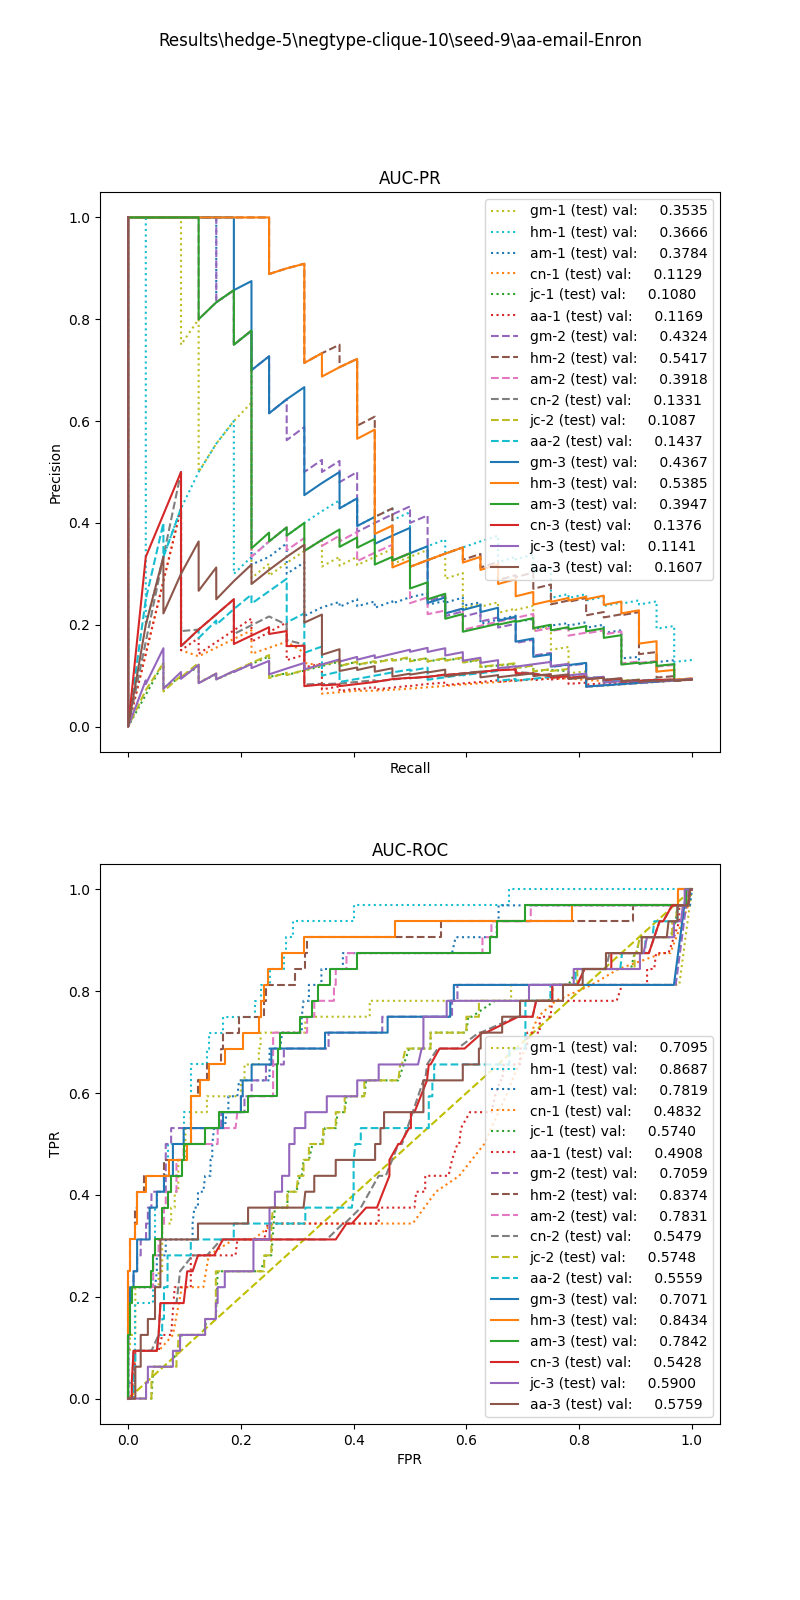 Results\hedge-5\negtype-clique-10\seed-9\aa-email-Enron
AUC-PR
1.0
0.8
0.6
0.4
0.2
0.0
Precision
Recall
gm-1 (test) val: 0.3535
hm-1 (test) val: 0.3666
am-1 (test) val: 0.3784
cn-1 (test) val: 0.1129
jc-1 (test) val: 0.1080
aa-1 (test) val: 0.1169
gm-2 (test) val: 0.4324
hm-2 (test) val: 0.5417
am-2 (test) val: 0.3918
cn-2 (test) val: 0.1331
jc-2 (test) val: 0.1087
aa-2 (test) val: 0.1437
gm-3 (test) val: 0.4367
hm-3 (test) val: 0.5385
am-3 (test) val: 0.3947
cn-3 (test) val: 0.1376
jc-3 (test) val: 0.1141
aa-3 (test) val: 0.1607
AUC-ROC
1.0
0.8
0.6
0.4
0.2
0.0
TPR
0.0 0.2 0.4 0.6 0.8 1.0
FPR
gm-1 (test) val: 0.7095
hm-1 (test) val: 0.8687
am-1 (test) val: 0.7819
cn-1 (test) val: 0.4832
jc-1 (test) val: 0.5740
aa-1 (test) val: 0.4908
gm-2 (test) val: 0.7059
hm-2 (test) val: 0.8374
am-2 (test) val: 0.7831
cn-2 (test) val: 0.5479
jc-2 (test) val: 0.5748
aa-2 (test) val: 0.5559
gm-3 (test) val: 0.7071
hm-3 (test) val: 0.8434
am-3 (test) val: 0.7842
cn-3 (test) val: 0.5428
jc-3 (test) val: 0.5900
aa-3 (test) val: 0.5759